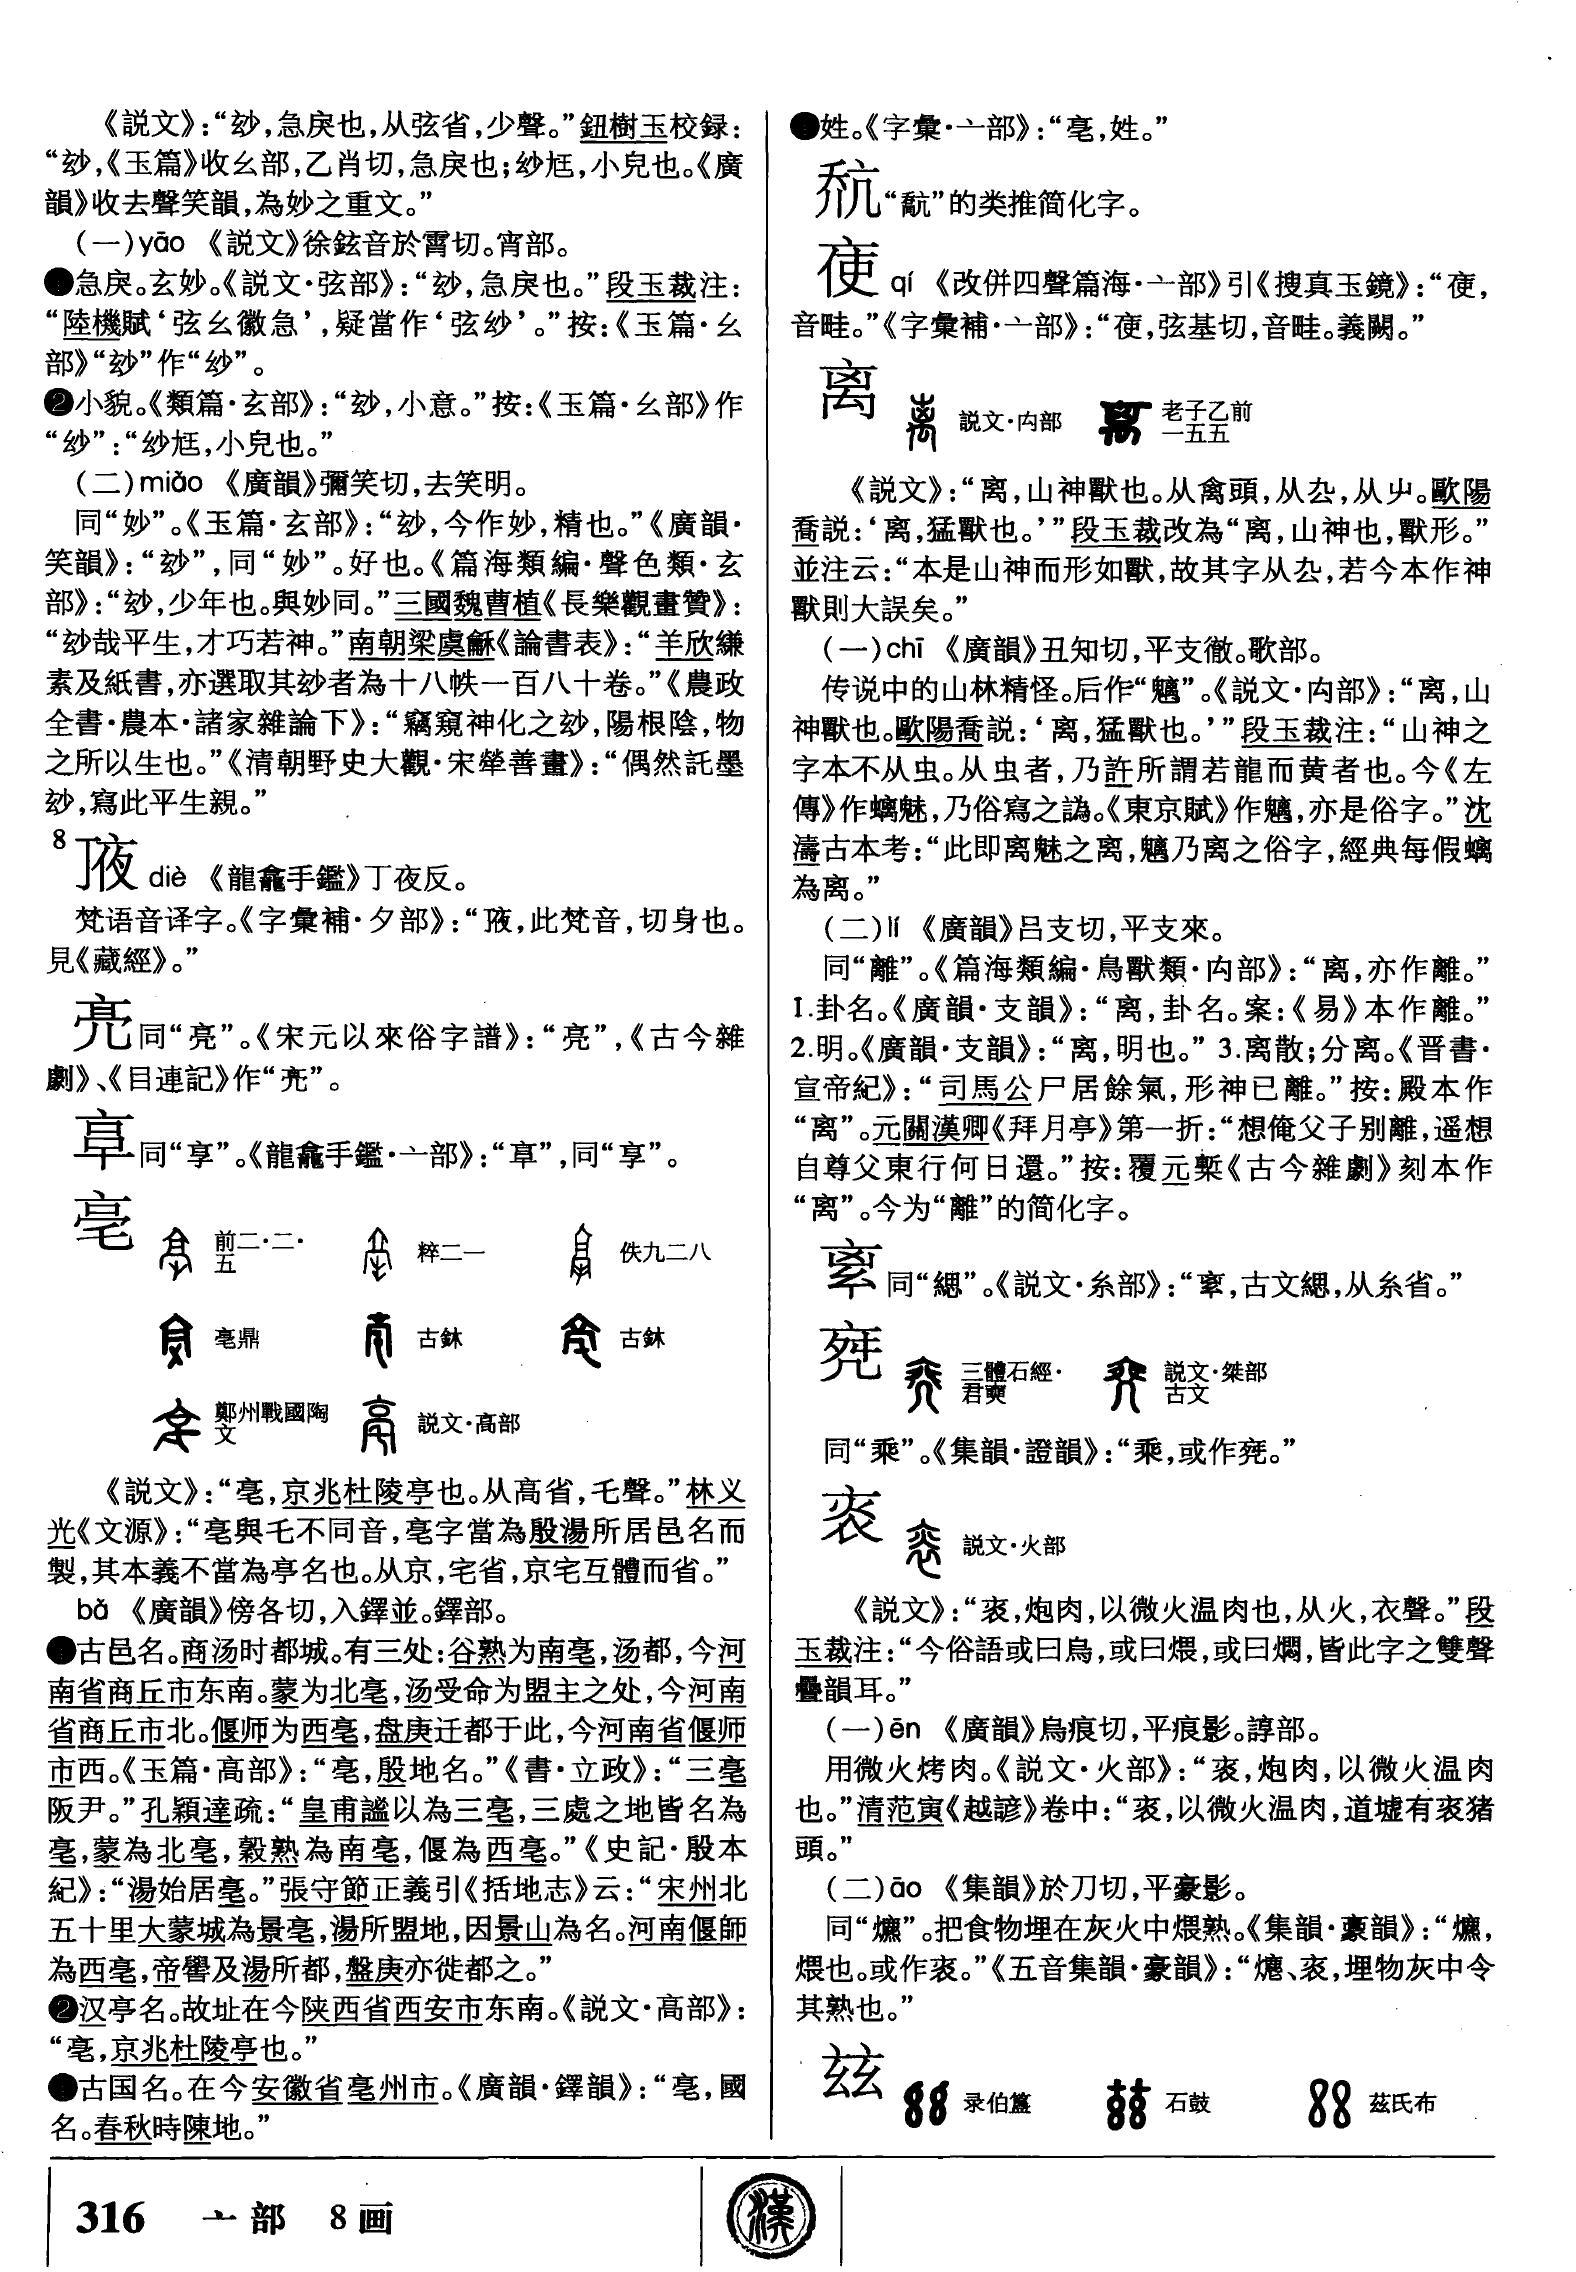 《説文》：“玅，急戾也，从弦省，少聲。”鈕樹玉校録：
“玅，《玉篇》收幺部，乙肖切，急戾也；䒚尩，小皃也。《廣
韻》收去聲笑韻，為妙之重文。”
（一）yāo 《説文》徐鉉音於霄切。宵部。
❶急戾。玄妙。《説文·弦部》：“玅，急戾也。”段玉裁注：
“陸機賦‘弦幺徽急’，疑當作‘弦玅’。”按：《玉篇·幺
部》“玅”作“”。
❷小貌。《類篇·玄部》：“玅，小意。”按：《玉篇·幺部》作
“”：“尩，小皃也。”
（二）miǎo 《廣韻》彌笑切，去笑明。
同“妙”。《玉篇·玄部》：“玅，今作妙，精也。”《廣韻·
笑韻》：“玅”，同“妙”。好也。《篇海類編·聲色類·玄
部》：“玅，少年也。與妙同。”三國魏曹植《長樂觀畫贊》：
“玅哉平生，才巧若神。”南朝梁虞龢《論書表》：“羊欣縑
素及紙書，亦選取其玅者為十八帙一百八十卷。”《農政
全書·農本·諸家雜論下》：“竊窺神化之玅，陽根陰，物
之所以生也。”《清朝野史大觀·宋犖善畫》：“偶然託墨
玅，寫此平生親。”
8
diè 《龍龕手鑑》丁夜反。
梵语音译字。《字彙補·夕部》：“，此梵音，切身也。
見《藏經》。”
同“亮”。《宋元以來俗字譜》：“亮”，《古今雜
劇》、《目連記》作“”。
同“享”。《龍龕手鑑·亠部》：“”，同“享”。
亳
前二·二·五 粹二一 佚九二八
亳鼎 古鉥 古鉥
鄭州戰國陶文 説文·高部
《説文》：“亳，京兆杜陵亭也。从高省，乇聲。”林义
光《文源》：“亳與乇不同音，亳字當為殷湯所居邑名而
製，其本義不當為亭名也。从京，宅省，京宅互體而省。”
bó 《廣韻》傍各切，入鐸並。鐸部。
❶古邑名。商汤时都城。有三处：谷熟为南亳，汤都，今河
南省商丘市东南。蒙为北亳，汤受命为盟主之处，今河南
省商丘市北。偃师为西亳，盘庚迁都于此，今河南省偃师
市西。《玉篇·高部》：“亳，殷地名。”《書·立政》：“三亳
阪尹。”孔穎達疏：“皇甫謐以為三亳，三處之地皆名為
亳，蒙為北亳，穀熟為南亳，偃為西亳。”《史記·殷本
紀》：“湯始居亳。”張守節正義引《括地志》云：“宋州北
五十里大蒙城為景亳，湯所盟地，因景山為名。河南偃師
為西亳，帝嚳及湯所都，盤庚亦徙都之。”
❷汉亭名。故址在今陕西省西安市东南。《説文·高部》：
“亳，京兆杜陵亭也。”
❸古国名。在今安徽省亳州市。《廣韻·鐸韻》：“亳，國
名。春秋時陳地。”
❹姓。《字彙·亠部》：“亳，姓。”
“”的类推简化字。
qí 《改併四聲篇海·亠部》引《搜真玉鏡》：“，
音畦。”《字彙補·亠部》：“，弦基切，音畦。義闕。”
离
説文·禸部 老子乙前一五五
《説文》：“离，山神獸也。从禽頭，从厹，从屮。歐陽
喬説：‘离，猛獸也。’”段玉裁改為“离，山神也，獸形。”
並注云：“本是山神而形如獸，故其字从厹，若今本作神
獸則大誤矣。”
（一）chī 《廣韻》丑知切，平支徹。歌部。
传说中的山林精怪。后作“魑”。《説文·禸部》：“离，山
神獸也。歐陽喬説：‘离，猛獸也。’”段玉裁注：“山神之
字本不从虫。从虫者，乃許所謂若龍而黄者也。今《左
傳》作螭魅，乃俗寫之譌。《東京賦》作魑，亦是俗字。”沈
濤古本考：“此即离魅之离，魑乃离之俗字，經典每假螭
為离。”
（二）lí 《廣韻》吕支切，平支來。
同“離”。《篇海類編·鳥獸類·禸部》：“离，亦作離。”
1.卦名。《廣韻·支韻》：“离，卦名。案：《易》本作離。”
2.明。《廣韻·支韻》：“离，明也。” 3.离散；分离。《晋書·
宣帝紀》：“司馬公尸居餘氣，形神已離。”按：殿本作
“离”。元關漢卿《拜月亭》第一折：“想俺父子别離，遥想
自尊父東行何日還。”按：覆元槧《古今雜劇》刻本作
“离”。今为“離”的简化字。
同“緦”。《説文·糸部》：“，古文緦，从糸省。”
三體石經·君奭 説文·桀部古文
同“乘”。《集韻·證韻》：“乘，或作。”
衮
説文·火部
《説文》：“，炮肉，以微火温肉也，从火，衣聲。”段
玉裁注：“今俗語或曰烏，或曰煨，或曰燜，皆此字之雙聲
疊韻耳。”
（一）ēn 《廣韻》烏痕切，平痕影。諄部。
用微火烤肉。《説文·火部》：“，炮肉，以微火温肉
也。”清范寅《越諺》卷中：“，以微火温肉，道墟有猪
頭。”
（二）āo 《集韻》於刀切，平豪影。
同“爊”。把食物埋在灰火中煨熟。《集韻·豪韻》：“爊，
煨也。或作。”《五音集韻·豪韻》：“、，埋物灰中令
其熟也。”
玆
录伯簋 石鼓 茲氏布
316 亠部 8画
漢